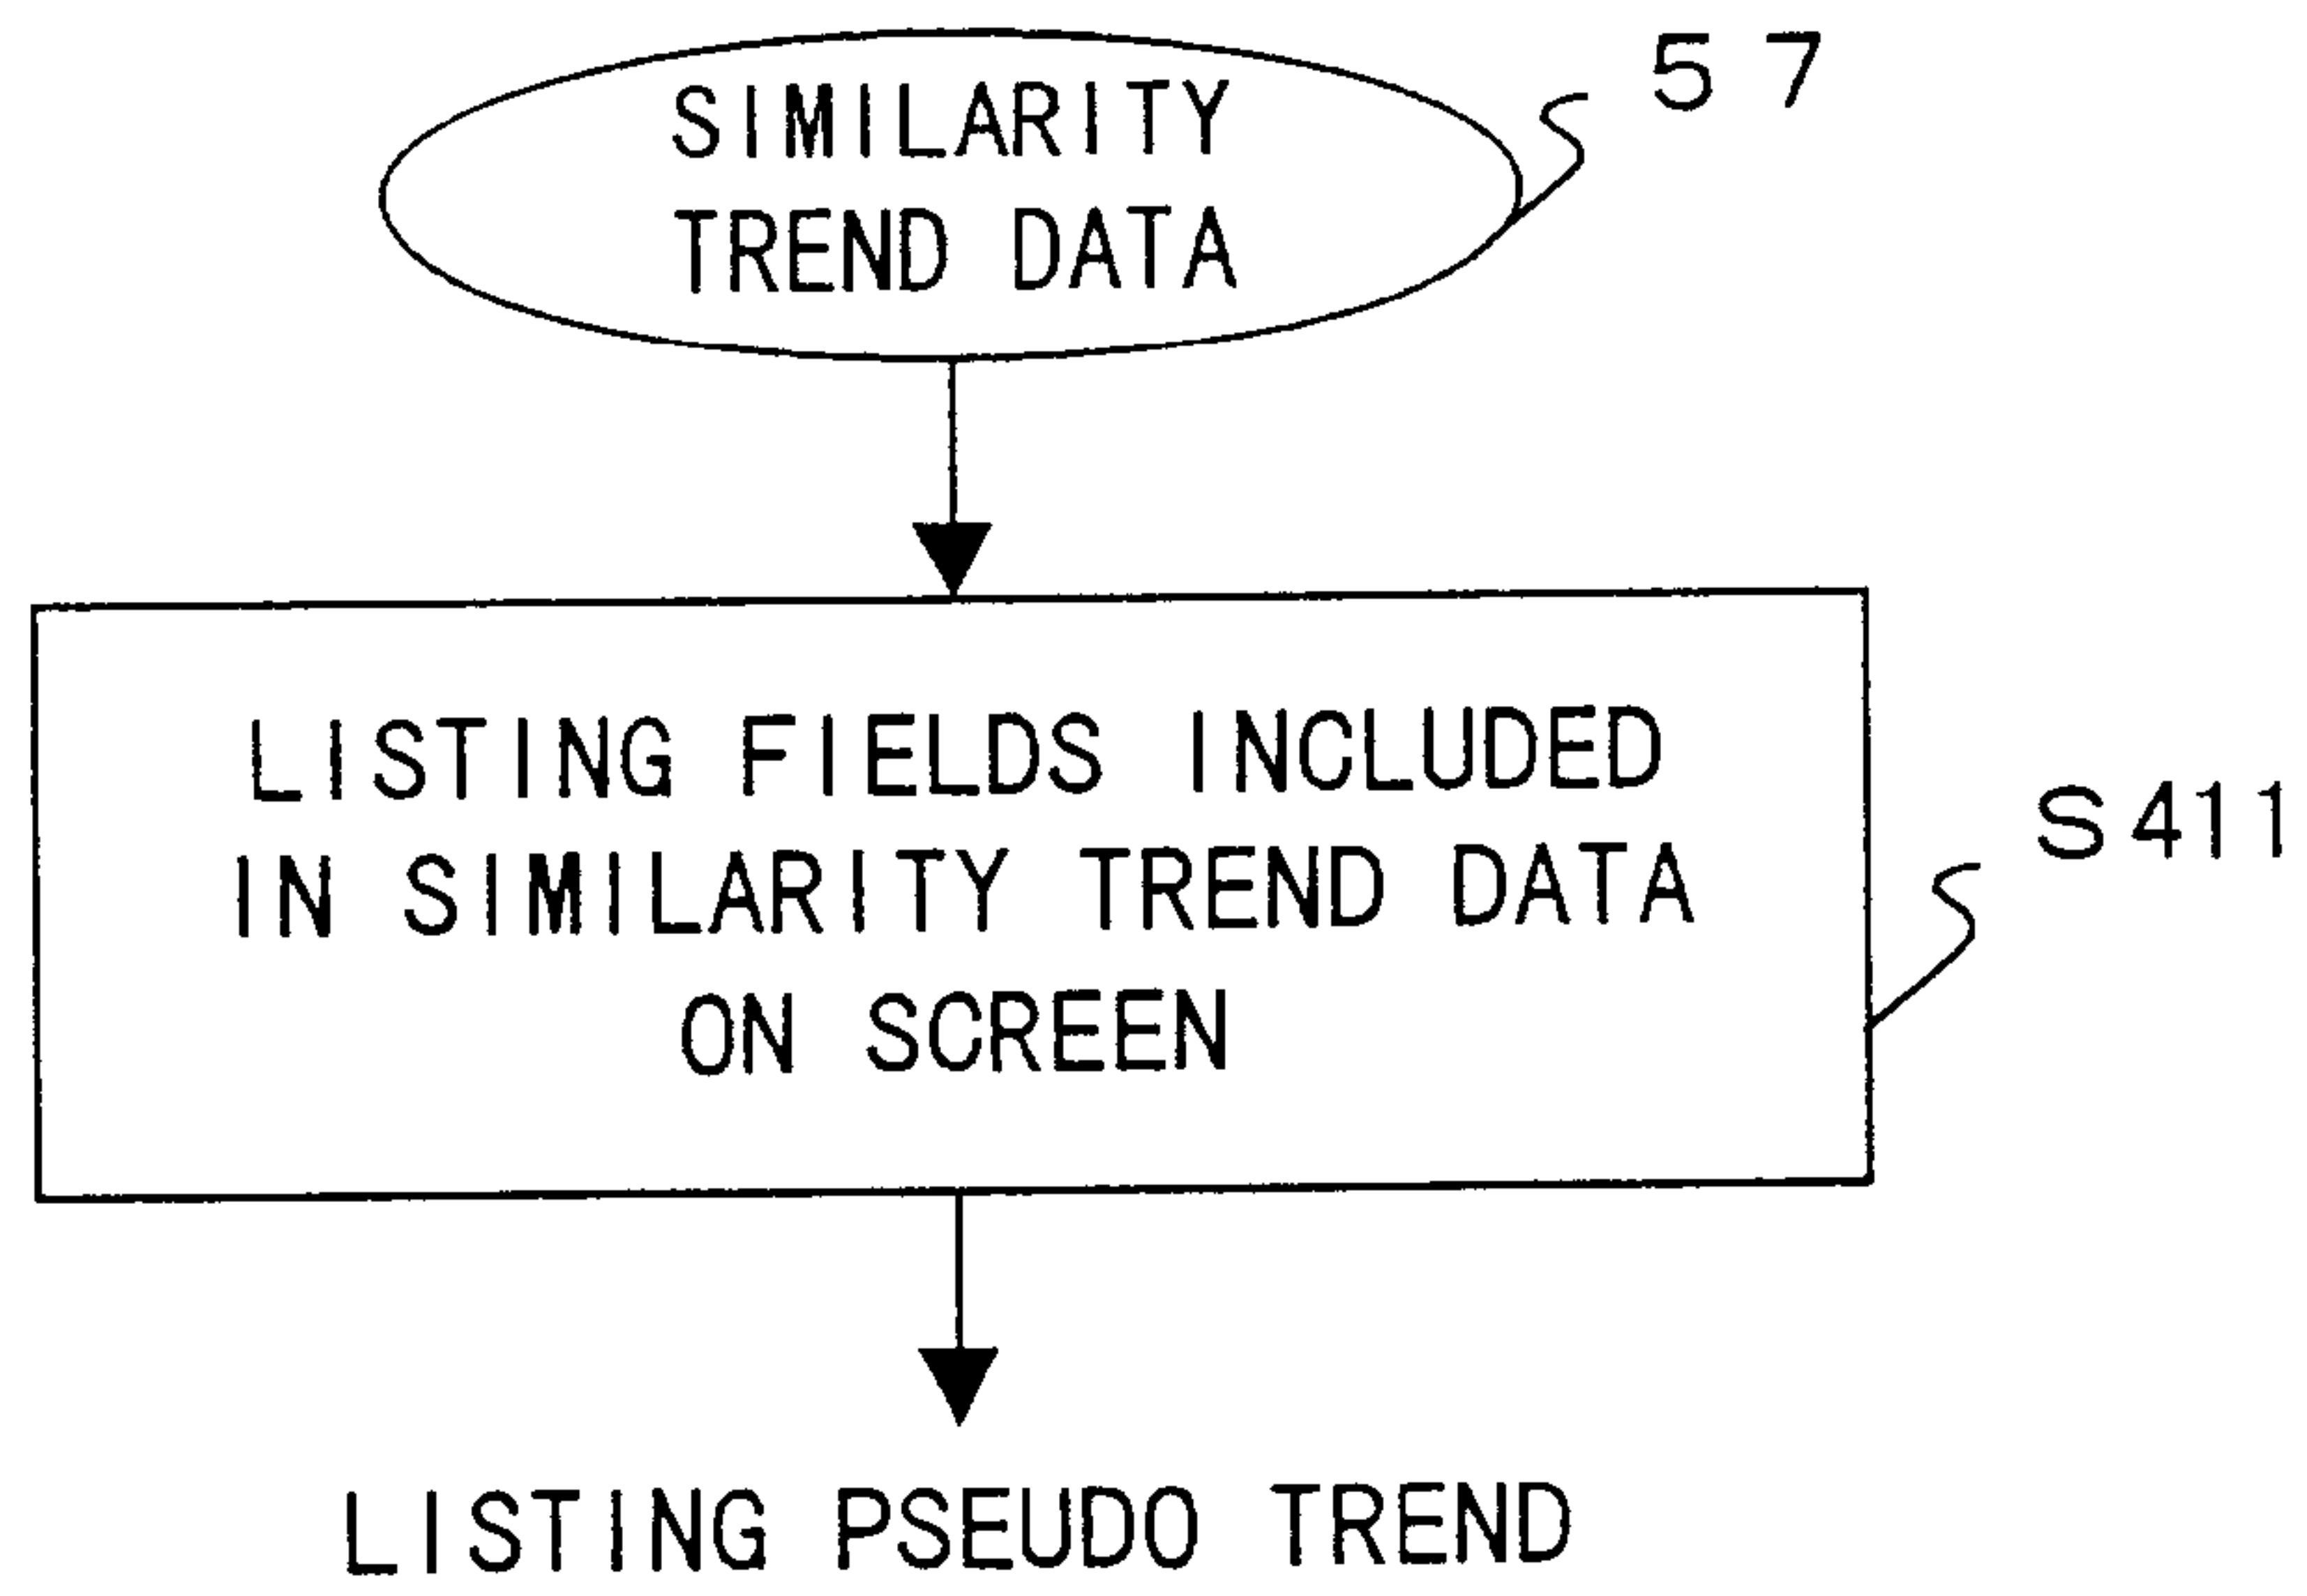 SIMILARITY
TREND DATA
57
LISTING FIELDS INCLUDED
IN SIMILARITY TREND DATA
ON SCREEN
S411
LISTING PSEUDO TREND